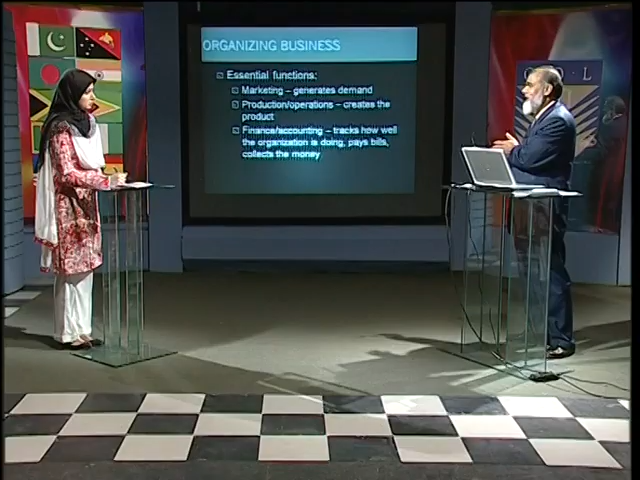 ORGANIZING BUSINESS
Essential functions:
Marketing – generates demand
Production/operations – creates the
product
Finance/accounting – tracks how well
the organization is doing, pays bills,
collects the money
O L